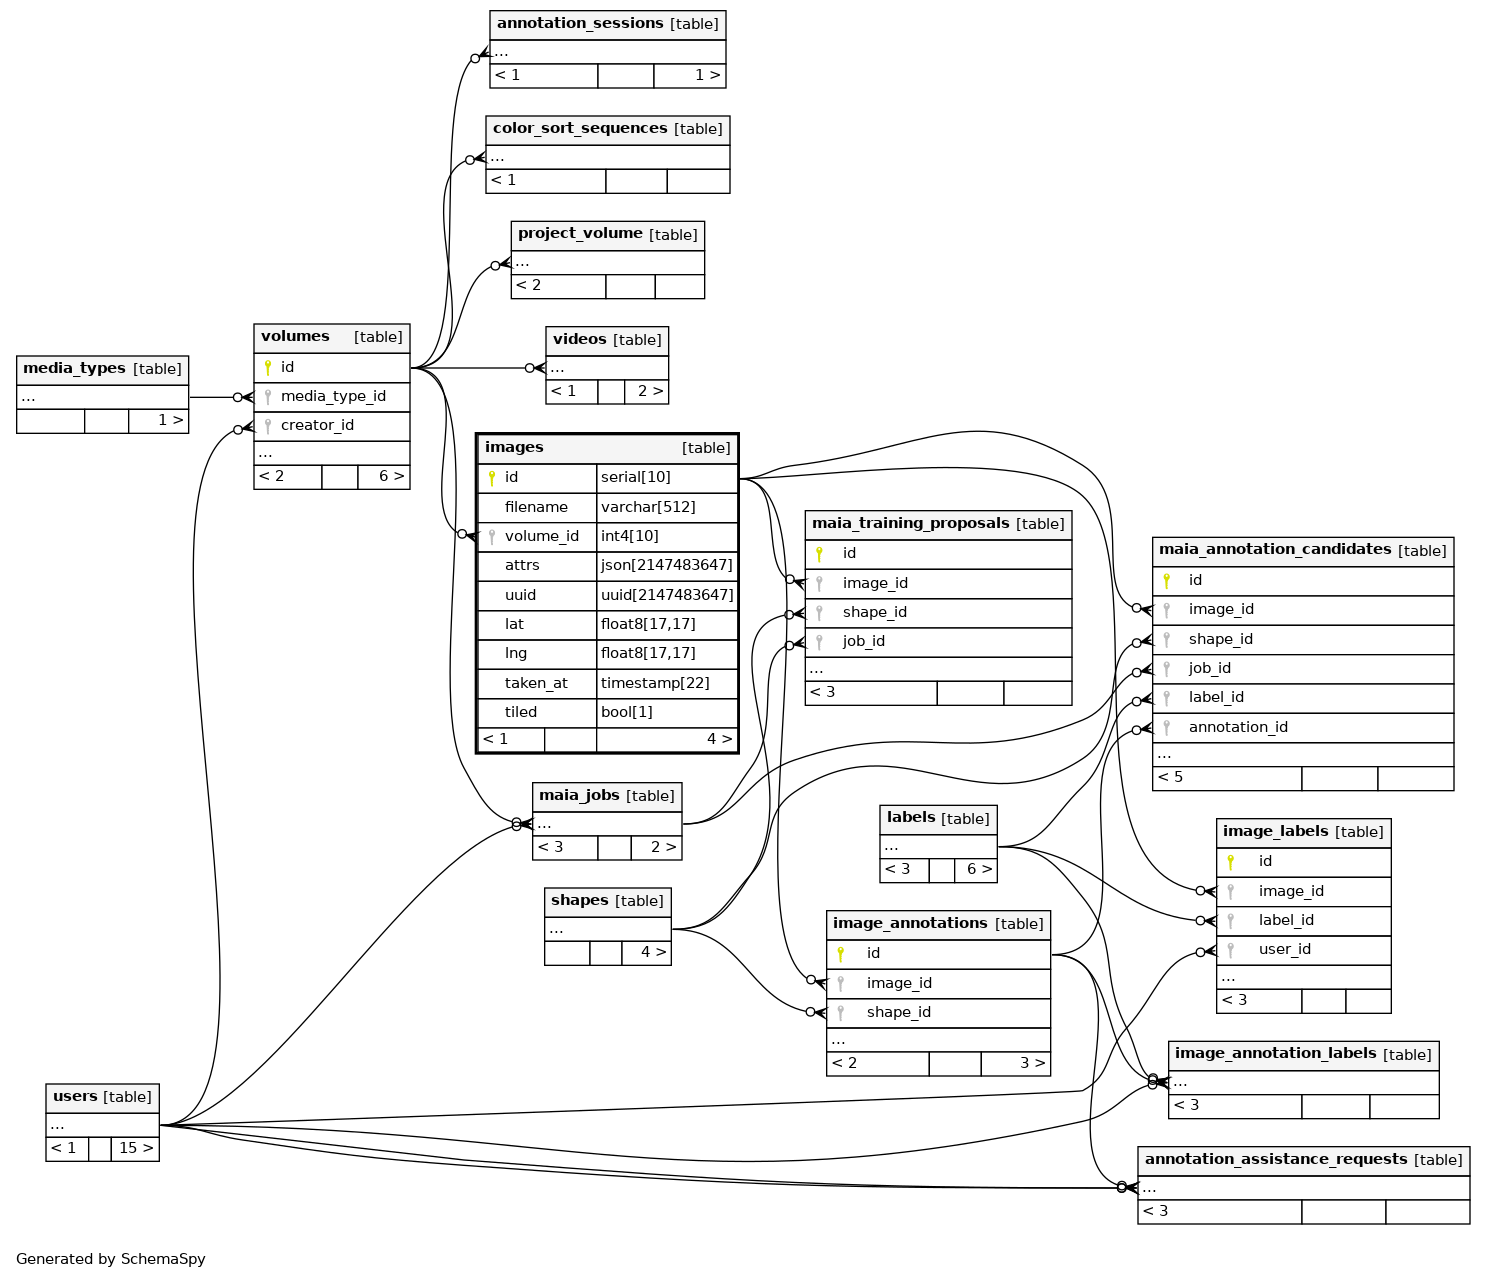 annotation_sessions [table]
...
< 1 1 >
color_sort_sequences [table]
...
< 1
project_volume [table]
...
< 2
videos [table]
...
< 1 2 >
media_types [table]
...
1 >
volumes [table]
id
media_type_id
creator_id
...
< 2 6 >
images [table]
id serial[10]
filename varchar[512]
volume_id int4[10]
attrs json[2147483647]
uuid uuid[2147483647]
lat float8[17,17]
lng float8[17,17]
taken_at timestamp[22]
tiled bool[1]
< 1 4 >
maia_training_proposals [table]
id
image_id
shape_id
job_id
...
< 3
maia_annotation_candidates [table]
id
image_id
shape_id
job_id
label_id
annotation_id
...
< 5
maia_jobs [table]
...
< 3 2 >
labels [table]
...
< 3 6 >
image_labels [table]
id
image_id
label_id
user_id
...
< 3
shapes [table]
...
4 >
image_annotations [table]
id
image_id
shape_id
...
< 2 3 >
image_annotation_labels [table]
...
< 3
users [table]
...
< 1 15 >
annotation_assistance_requests [table]
...
< 3
Generated by SchemaSpy